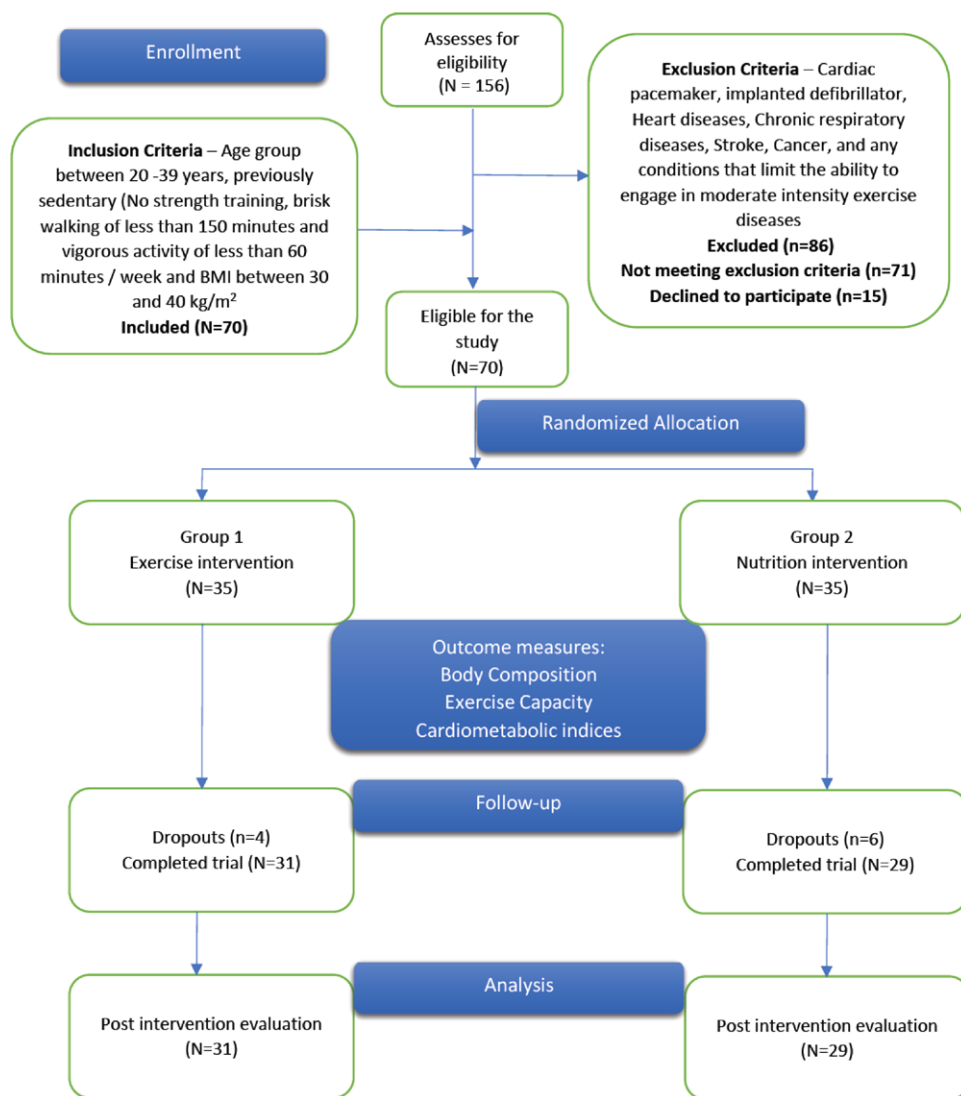 Enrollment
Assesses for
eligibility
(N = 156)
Exclusion Criteria – Cardiac
pacemaker, implanted defibrillator,
Heart diseases, Chronic respiratory
diseases, Stroke, Cancer, and any
conditions that limit the ability to
engage in moderate intensity exercise
diseases
Excluded (n=86)
Not meeting exclusion criteria (n=71)
Declined to participate (n=15)
Inclusion Criteria – Age group
between 20 -39 years, previously
sedentary (No strength training, brisk
walking of less than 150 minutes and
vigorous activity of less than 60
minutes / week and BMI between 30
and 40 kg/m²
Included (N=70)
Eligible for the
study
(N=70)
Randomized Allocation
Group 1
Exercise intervention
(N=35)
Group 2
Nutrition intervention
(N=35)
Outcome measures:
Body Composition
Exercise Capacity
Cardiometabolic indices
Follow-up
Dropouts (n=4)
Completed trial (N=31)
Dropouts (n=6)
Completed trial (N=29)
Analysis
Post intervention evaluation
(N=31)
Post intervention evaluation
(N=29)